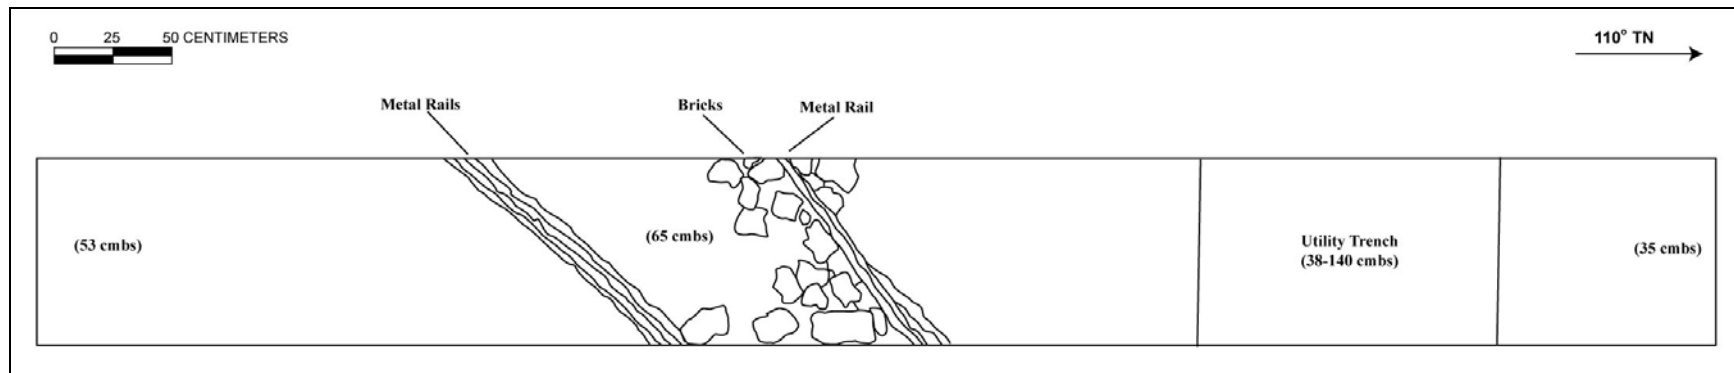 0 25 50 CENTIMETERS
110° TN
Metal Rails
Bricks
Metal Rail
(53 cmbs)
(65 cmbs)
Utility Trench
(38-140 cmbs)
(35 cmbs)